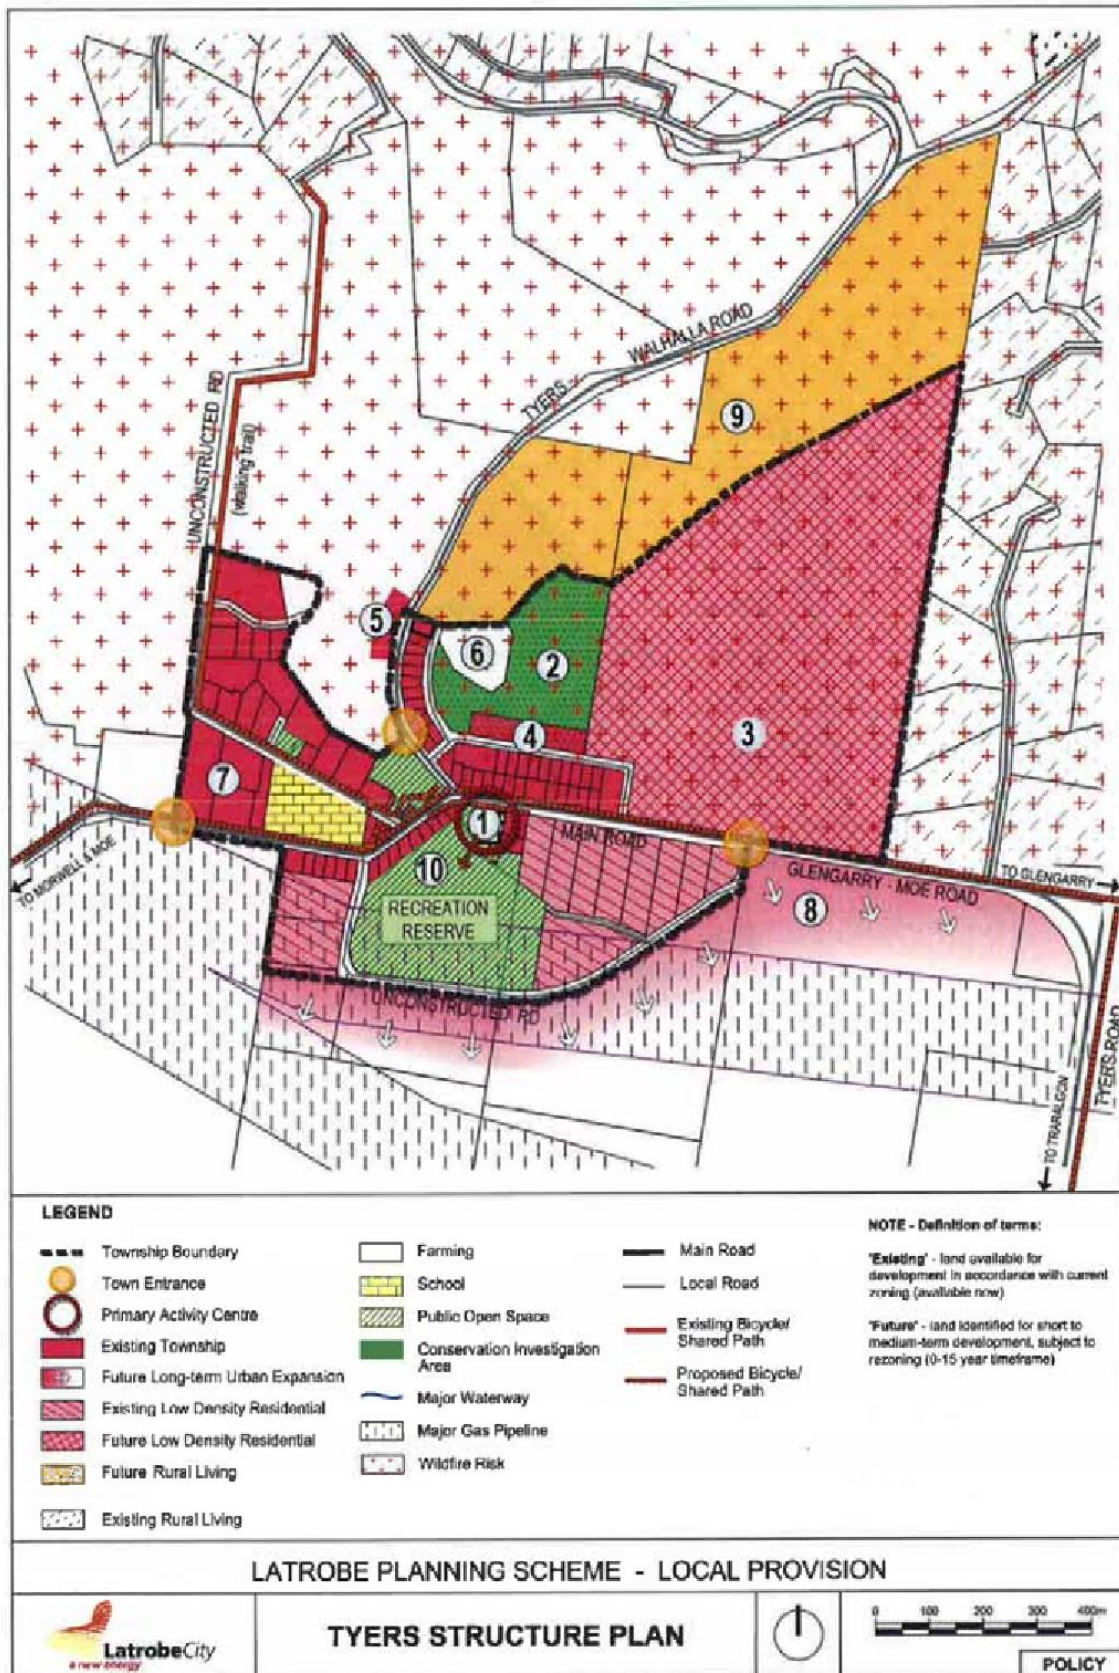 WALHALLA ROAD
TYERS
UNCONSTRUCTED RD
(walking trail)
9
5
6
2
4
3
7
1
MAIN ROAD
10
RECREATION
RESERVE
GLENGARRY - MOE ROAD
TO GLENGARRY
8
TO MORWELL & MOE
UNCONSTRUCTED RD
TYERS ROAD
TO TRARALGON
LEGEND
Township Boundary
Town Entrance
Primary Activity Centre
Existing Township
Future Long-term Urban Expansion
Existing Low Density Residential
Future Low Density Residential
Future Rural Living
Existing Rural Living
Farming
School
Public Open Space
Conservation Investigation
Area
Major Waterway
Major Gas Pipeline
Wildfire Risk
Main Road
Local Road
Existing Bicycle/
Shared Path
Proposed Bicycle/
Shared Path
NOTE - Definition of terms:
'Existing' - land available for
development in accordance with current
zoning (available now)
'Future' - land identified for short to
medium-term development, subject to
rezoning (0-15 year timeframe)
LATROBE PLANNING SCHEME - LOCAL PROVISION
LatrobeCity
a new energy
TYERS STRUCTURE PLAN
0 100 200 300 400m
POLICY